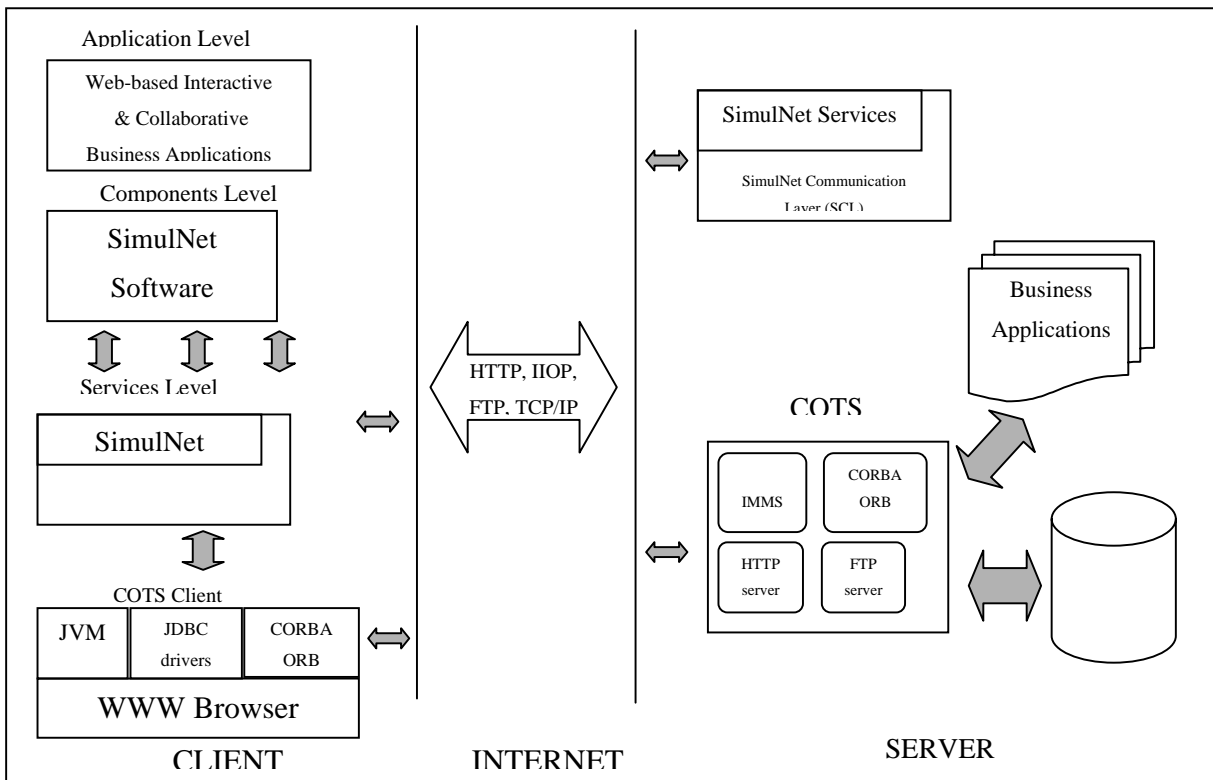 Application Level
Web-based Interactive
& Collaborative
Business Applications
Components Level
SimulNet
Software
Services Level
SimulNet
COTS Client
JVM
JDBC
drivers
CORBA
ORB
WWW Browser
CLIENT
HTTP, IIOP,
FTP, TCP/IP
INTERNET
SimulNet Services
SimulNet Communication
Layer (SCL)
Business
Applications
COTS
IMMS
CORBA
ORB
HTTP
server
FTP
server
SERVER